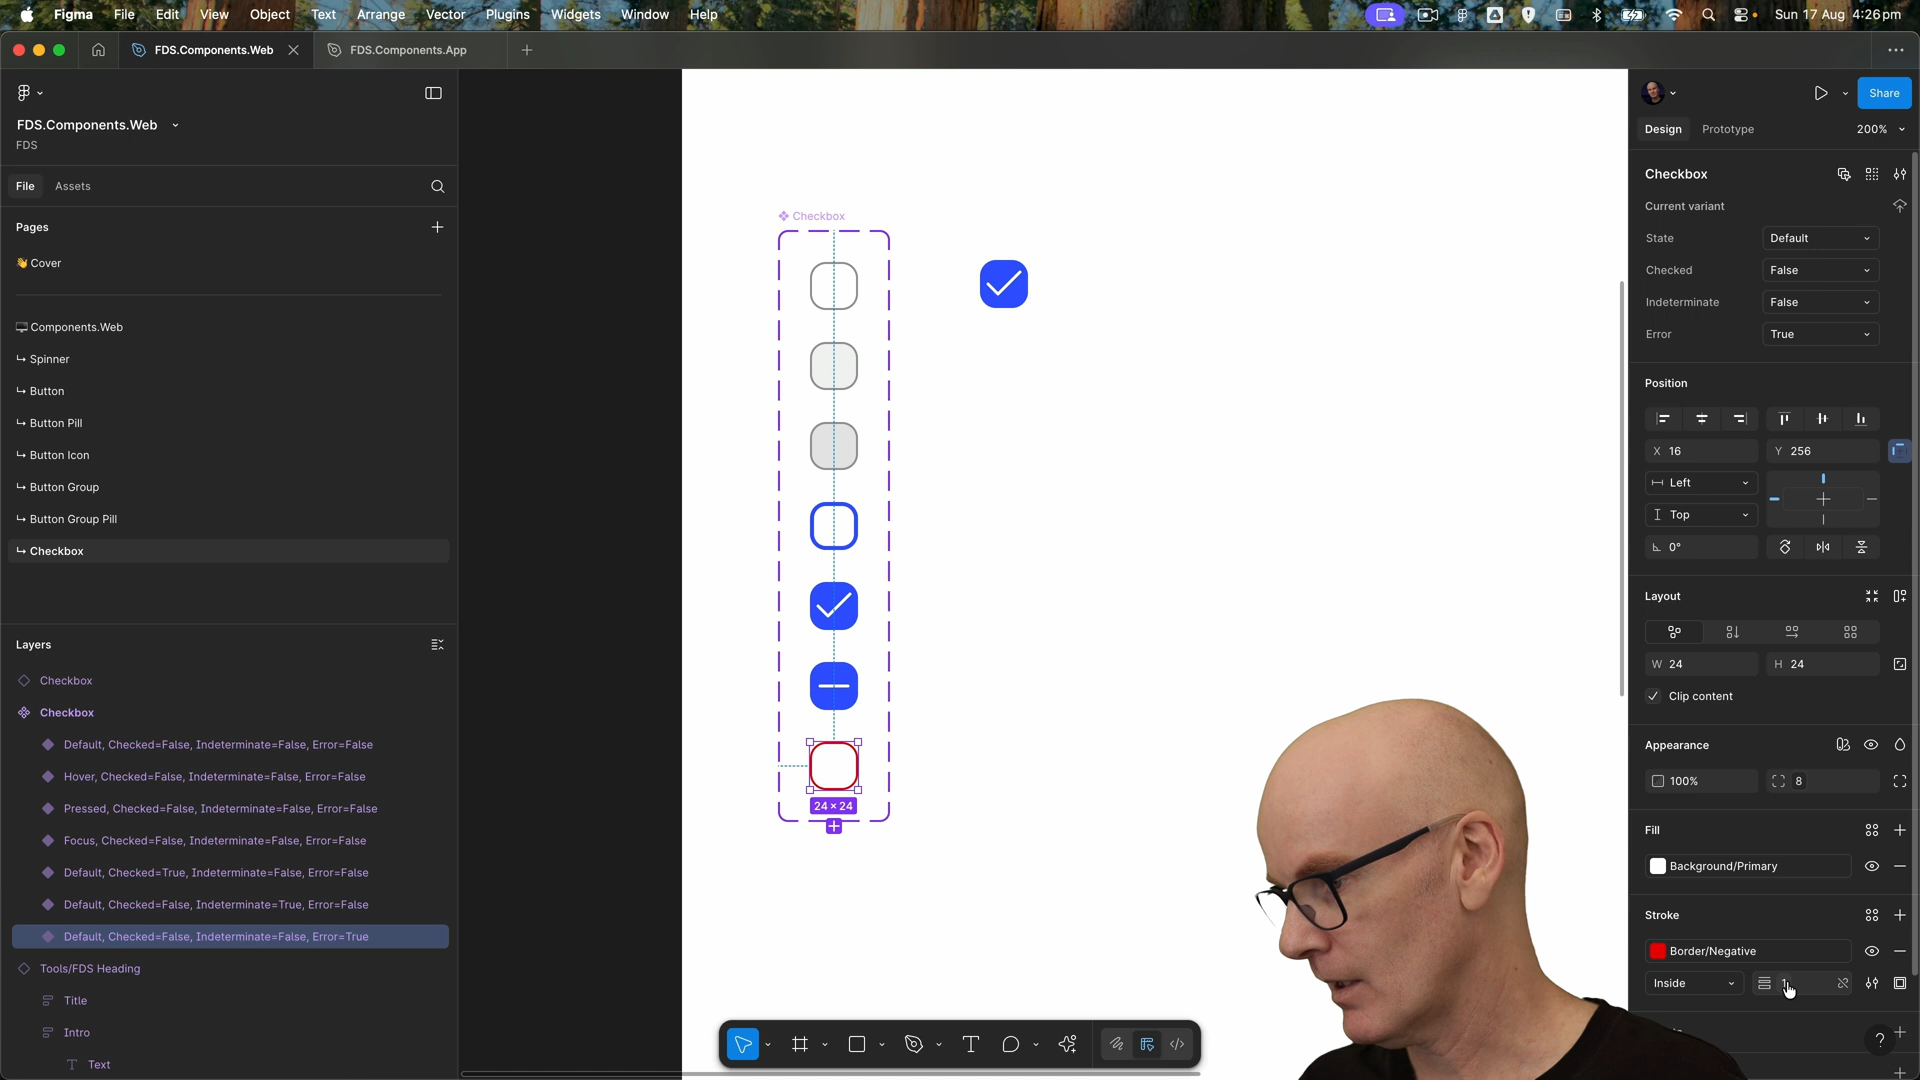 Figma File Edit View Object Text Arrange Vector Plugins Widgets Window Help Sun 17 Aug 4:26 pm
FDS.Components.Web FDS.Components.App
FDS.Components.Web
FDS
File Assets
Pages
👋 Cover
Components.Web
↳ Spinner
↳ Button
↳ Button Pill
↳ Button Icon
↳ Button Group
↳ Button Group Pill
↳ Checkbox
Layers
Checkbox
Checkbox
Default, Checked=False, Indeterminate=False, Error=False
Hover, Checked=False, Indeterminate=False, Error=False
Pressed, Checked=False, Indeterminate=False, Error=False
Focus, Checked=False, Indeterminate=False, Error=False
Default, Checked=True, Indeterminate=False, Error=False
Default, Checked=False, Indeterminate=True, Error=False
Default, Checked=False, Indeterminate=False, Error=True
Tools/FDS Heading
Title
Intro
Text
Checkbox
24 × 24
Share
Design Prototype 200%
Checkbox
Current variant
State Default
Checked False
Indeterminate False
Error True
Position
X 16 Y 256
Left
Top
0°
Layout
W 24 H 24
Clip content
Appearance
100% 8
Fill
Background/Primary
Stroke
Border/Negative
Inside
?